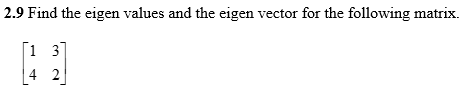 2.9 Find the eigen values and the eigen vector for the following matrix.
[1 3]
[4 2]